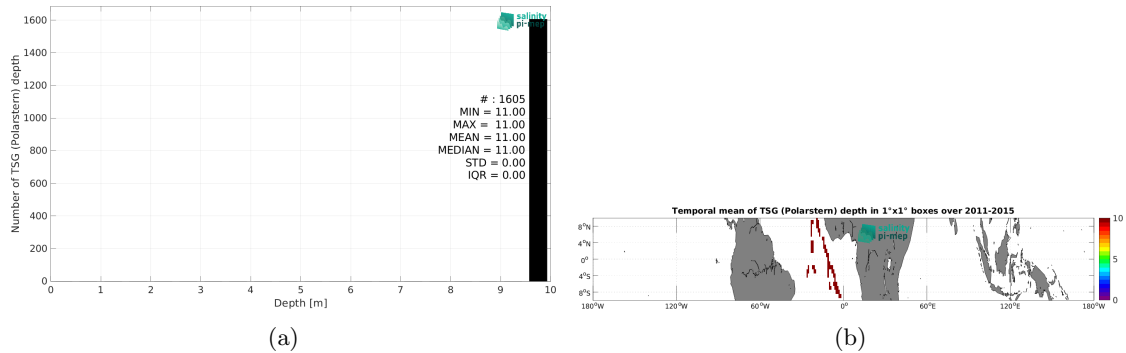 1600
1400
1200
1000
800
600
400
200
0
Number of TSG (Polarstern) depth
salinity
pi-mep
# : 1605
MIN = 11.00
MAX = 11.00
MEAN = 11.00
MEDIAN = 11.00
STD = 0.00
IQR = 0.00
0 1 2 3 4 5 6 7 8 9 10
Depth [m]
(a)
Temporal mean of TSG (Polarstern) depth in 1°x1° boxes over 2011-2015
salinity
pi-mep
8°N
4°N
0°
4°S
8°S
180°W 120°W 60°W 0° 60°E 120°E 180°W
10
5
0
(b)